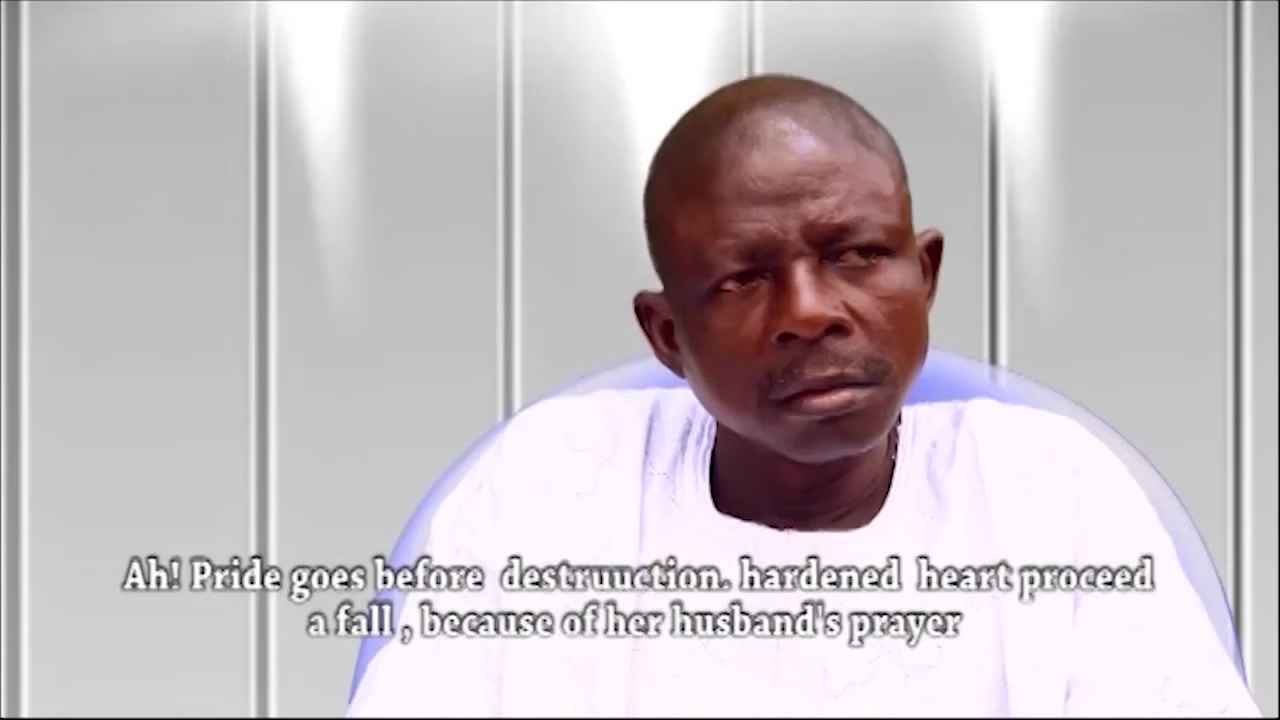 Ah! Pride goes before destruuction. hardened heart proceed
a fall , because of her husband's prayer